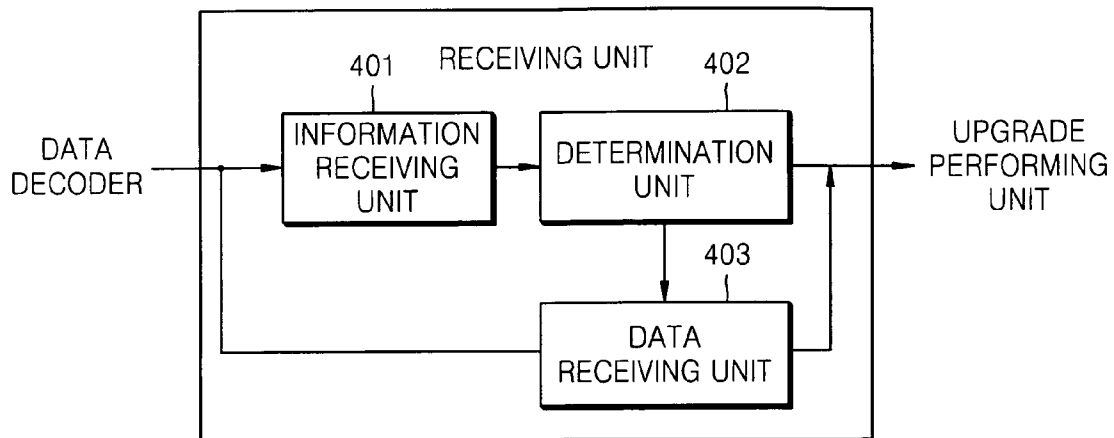 RECEIVING UNIT
401
402
DATA
DECODER
INFORMATION
RECEIVING
UNIT
DETERMINATION
UNIT
UPGRADE
PERFORMING
UNIT
403
DATA
RECEIVING UNIT